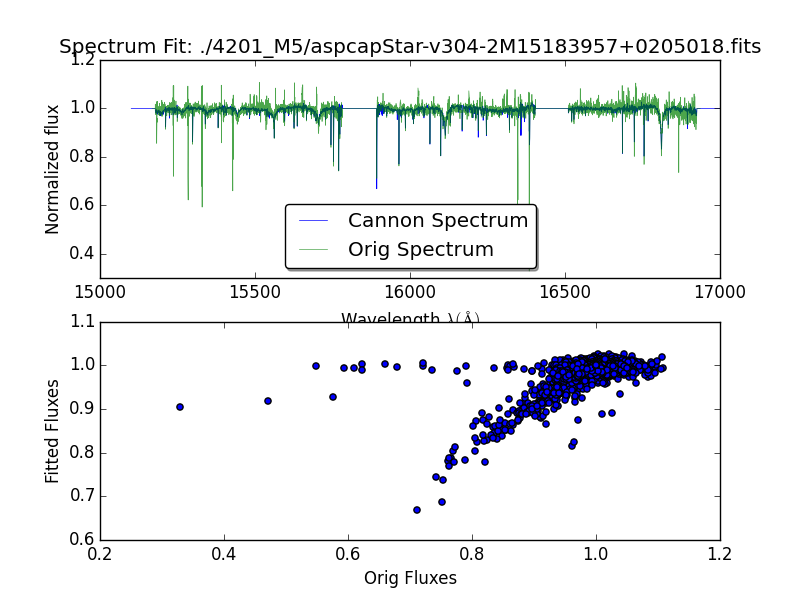 Spectrum Fit: ./4201_M5/aspcapStar-v304-2M15183957+0205018.fits
1.2
1.0
0.8
0.6
0.4
Normalized flux
Cannon Spectrum
Orig Spectrum
15000 15500 16000 16500 17000
Wavelength λ(Å)
1.1
1.0
0.9
0.8
0.7
0.6
Fitted Fluxes
0.2 0.4 0.6 0.8 1.0 1.2
Orig Fluxes